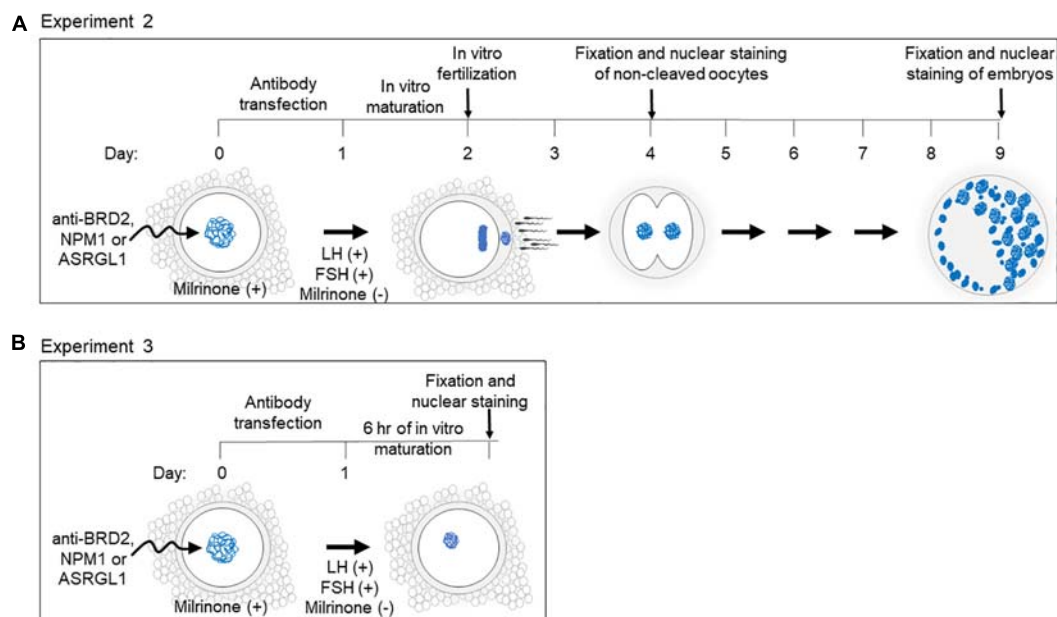 A Experiment 2
In vitro
fertilization
Fixation and nuclear staining
of non-cleaved oocytes
Fixation and nuclear
staining of embryos
Antibody
transfection
In vitro
maturation
Day: 0 1 2 3 4 5 6 7 8 9
anti-BRD2,
NPM1 or
ASRGL1
Milrinone (+)
LH (+)
FSH (+)
Milrinone (-)
B Experiment 3
Fixation and
nuclear staining
Antibody
transfection
6 hr of in vitro
maturation
Day: 0 1
anti-BRD2,
NPM1 or
ASRGL1
Milrinone (+)
LH (+)
FSH (+)
Milrinone (-)